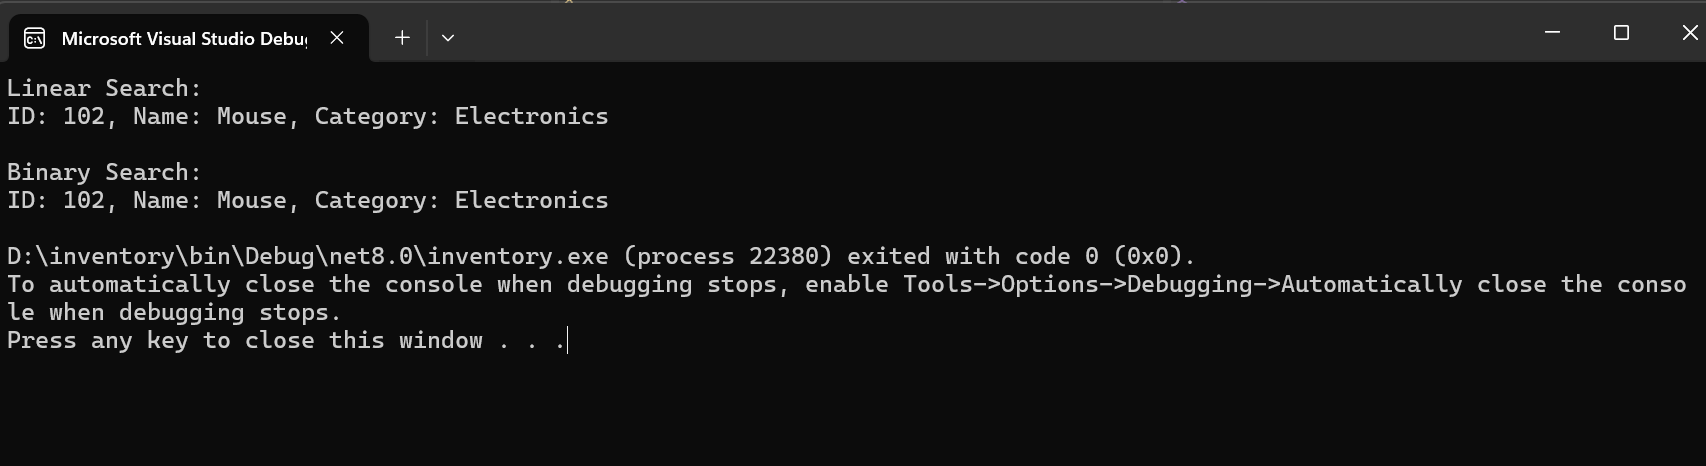 Microsoft Visual Studio Debu
Linear Search:
ID: 102, Name: Mouse, Category: Electronics
Binary Search:
ID: 102, Name: Mouse, Category: Electronics
D:\inventory\bin\Debug\net8.0\inventory.exe (process 22380) exited with code 0 (0x0).
To automatically close the console when debugging stops, enable Tools->Options->Debugging->Automatically close the conso
le when debugging stops.
Press any key to close this window . . .